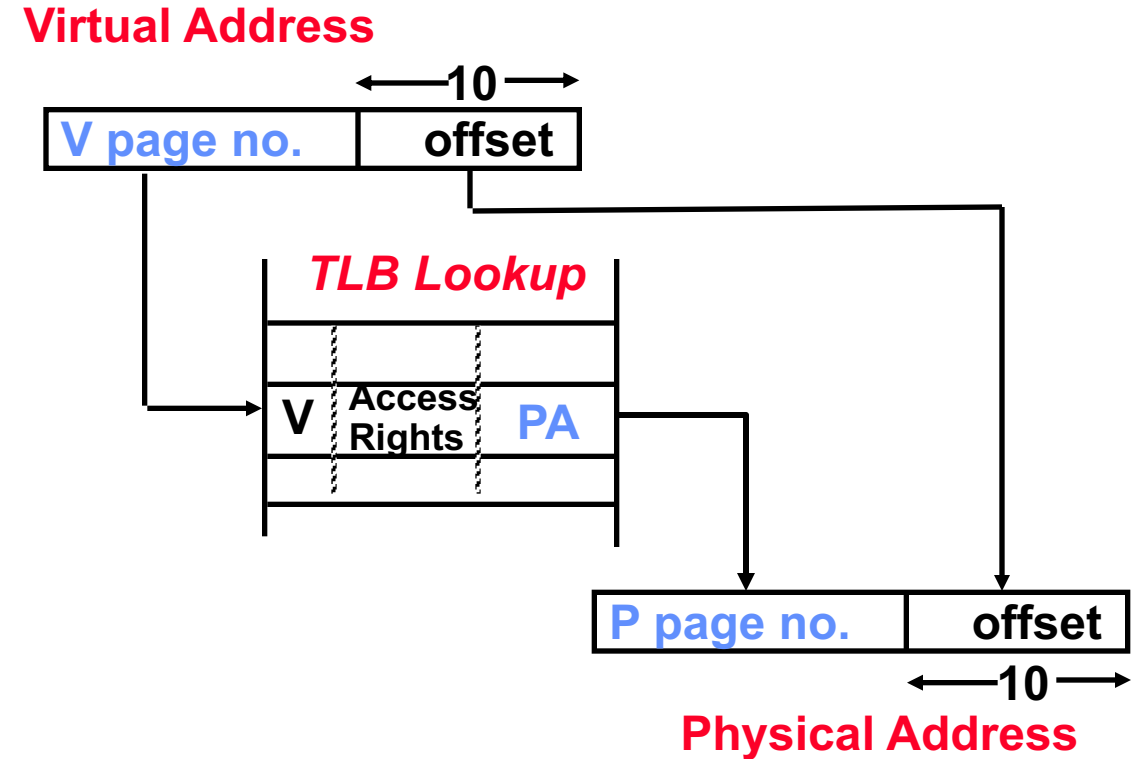 Virtual Address
10
V page no. offset
TLB Lookup
V Access Rights PA
P page no. offset
10
Physical Address